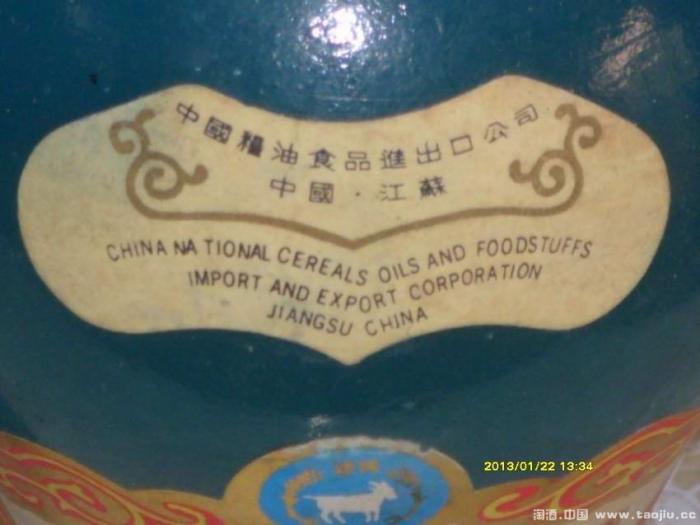 中國糧油食品進出口公司
中國·江蘇
CHINA NATIONAL CEREALS OILS AND FOODSTUFFS
IMPORT AND EXPORT CORPORATION
JIANGSU CHINA
2013/01/22 13:34
淘酒.中国 www.taojiu.cc